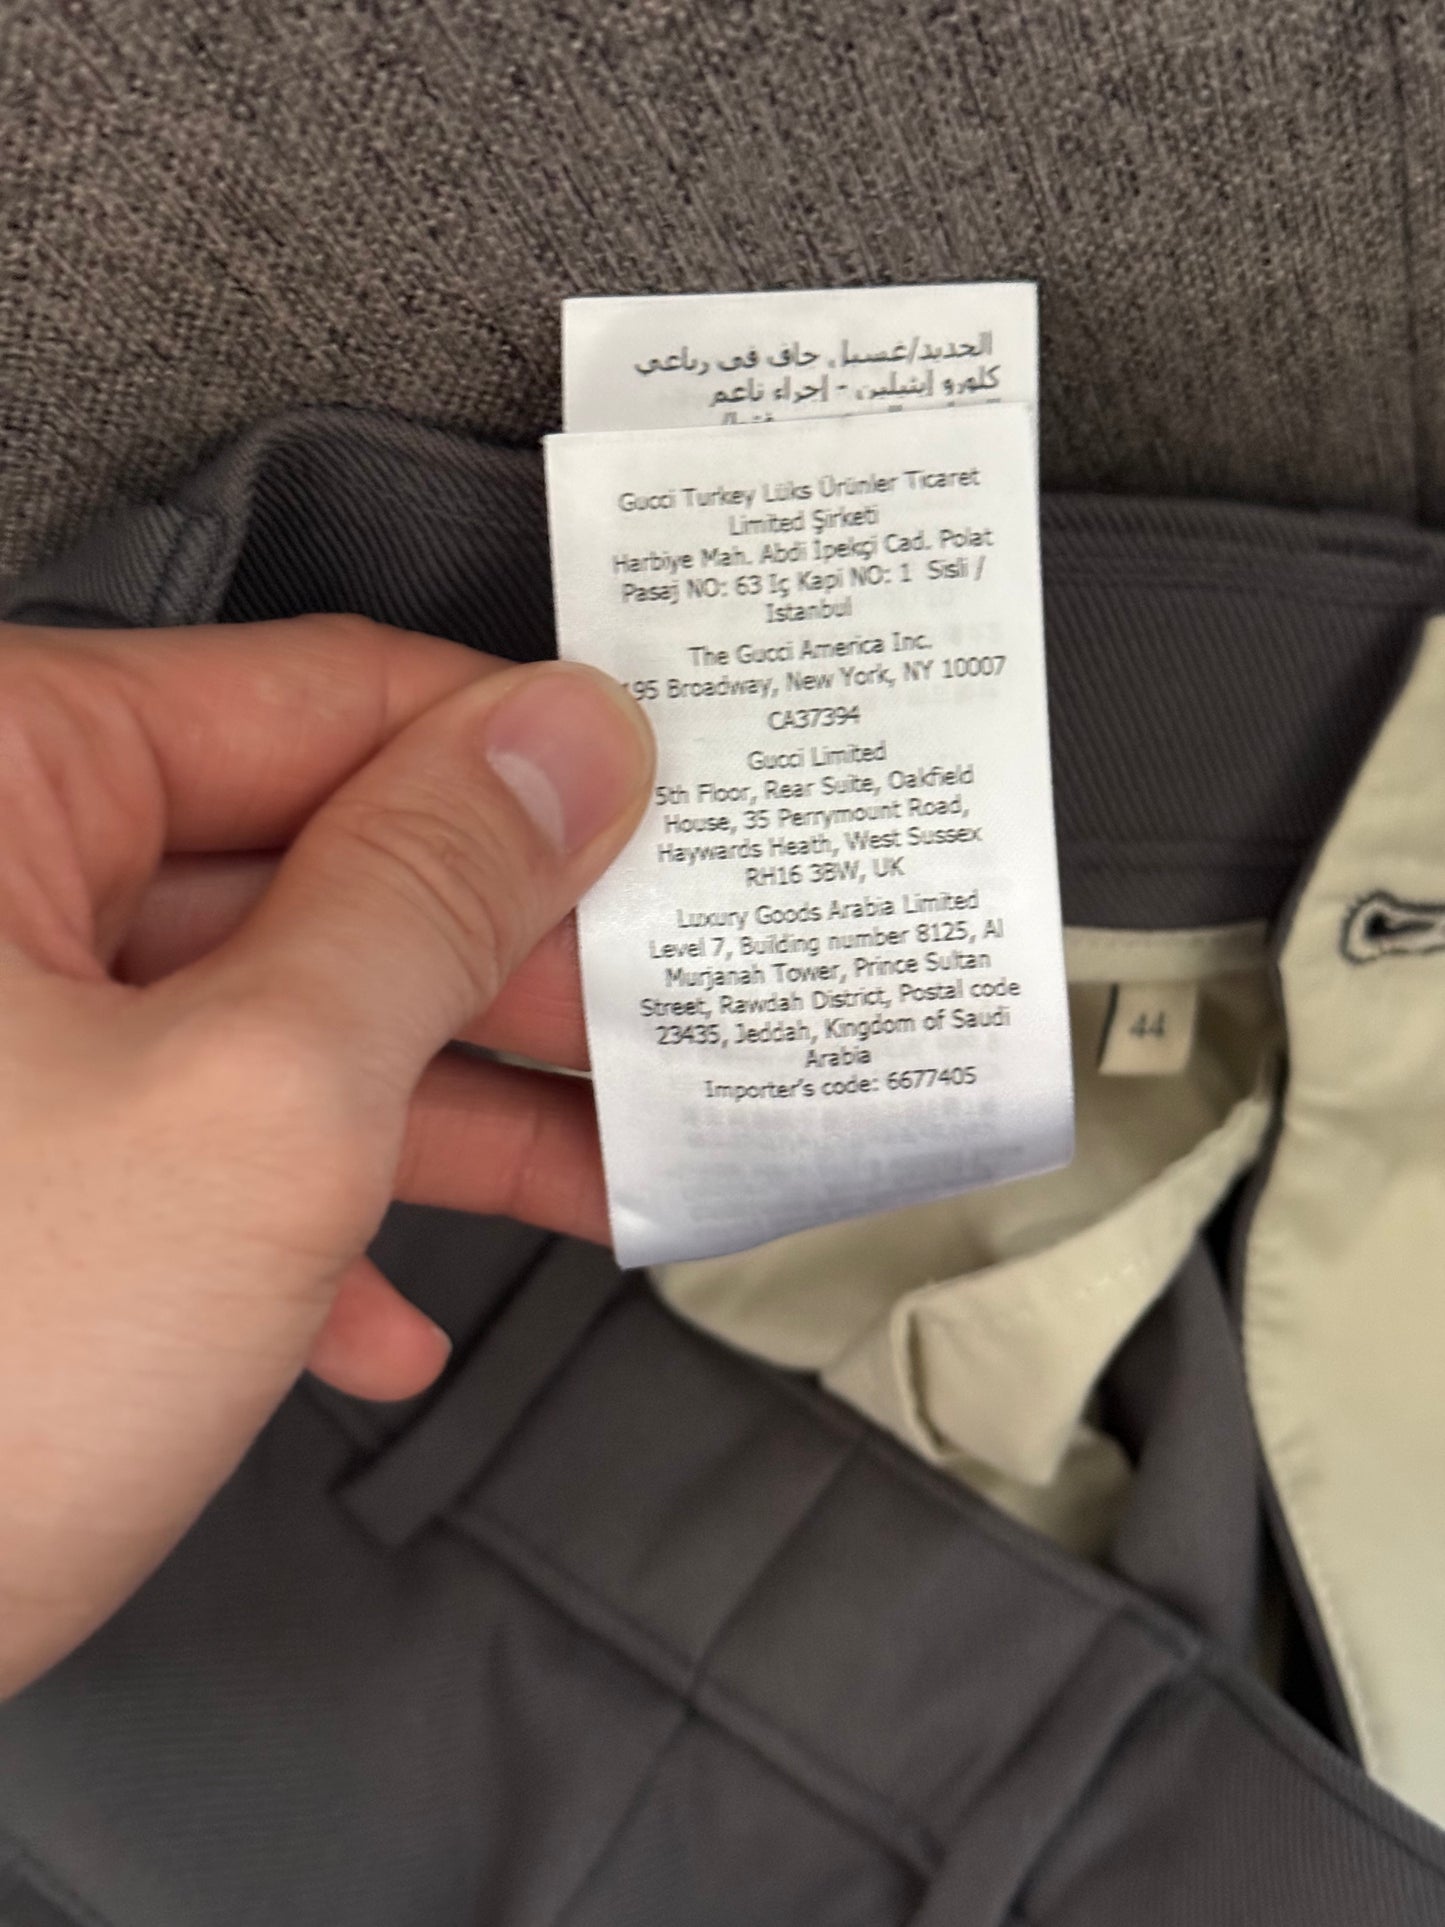 الحديد/غسيل جاف في رباعي
كلورو إيثيلين - إجراء ناعم
Gucci Turkey Lüks Ürünler Ticaret
Limited Şirketi
Harbiye Mah. Abdi İpekçi Cad. Polat
Pasaj NO: 63 Iç Kapi NO: 1 Sisli /
Istanbul
The Gucci America Inc.
195 Broadway, New York, NY 10007
CA37394
Gucci Limited
5th Floor, Rear Suite, Oakfield
House, 35 Perrymount Road,
Haywards Heath, West Sussex
RH16 3BW, UK
Luxury Goods Arabia Limited
Level 7, Building number 8125, Al
Murjanah Tower, Prince Sultan
Street, Rawdah District, Postal code
23435, Jeddah, Kingdom of Saudi
Arabia
Importer's code: 6677405
44